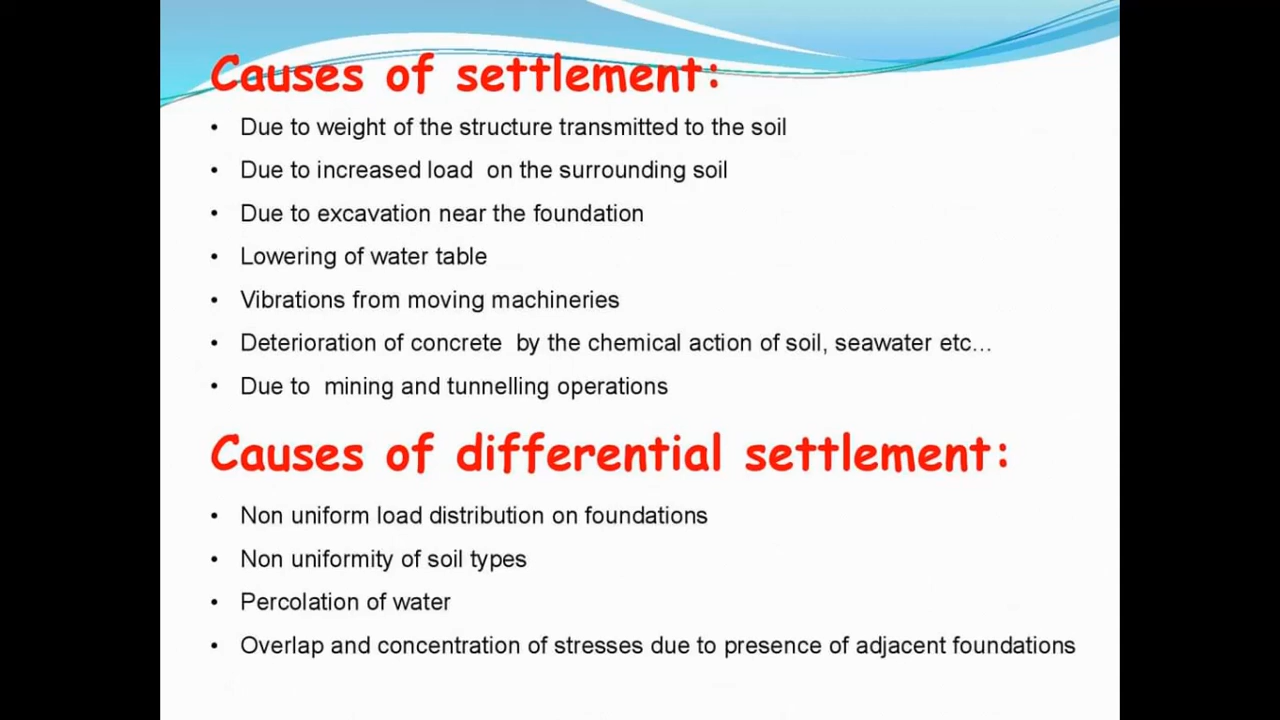 Causes of settlement:
• Due to weight of the structure transmitted to the soil
• Due to increased load  on the surrounding soil
• Due to excavation near the foundation
• Lowering of water table
• Vibrations from moving machineries
• Deterioration of concrete  by the chemical action of soil, seawater etc...
• Due to  mining and tunnelling operations
Causes of differential settlement:
• Non uniform load distribution on foundations
• Non uniformity of soil types
• Percolation of water
• Overlap and concentration of stresses due to presence of adjacent foundations